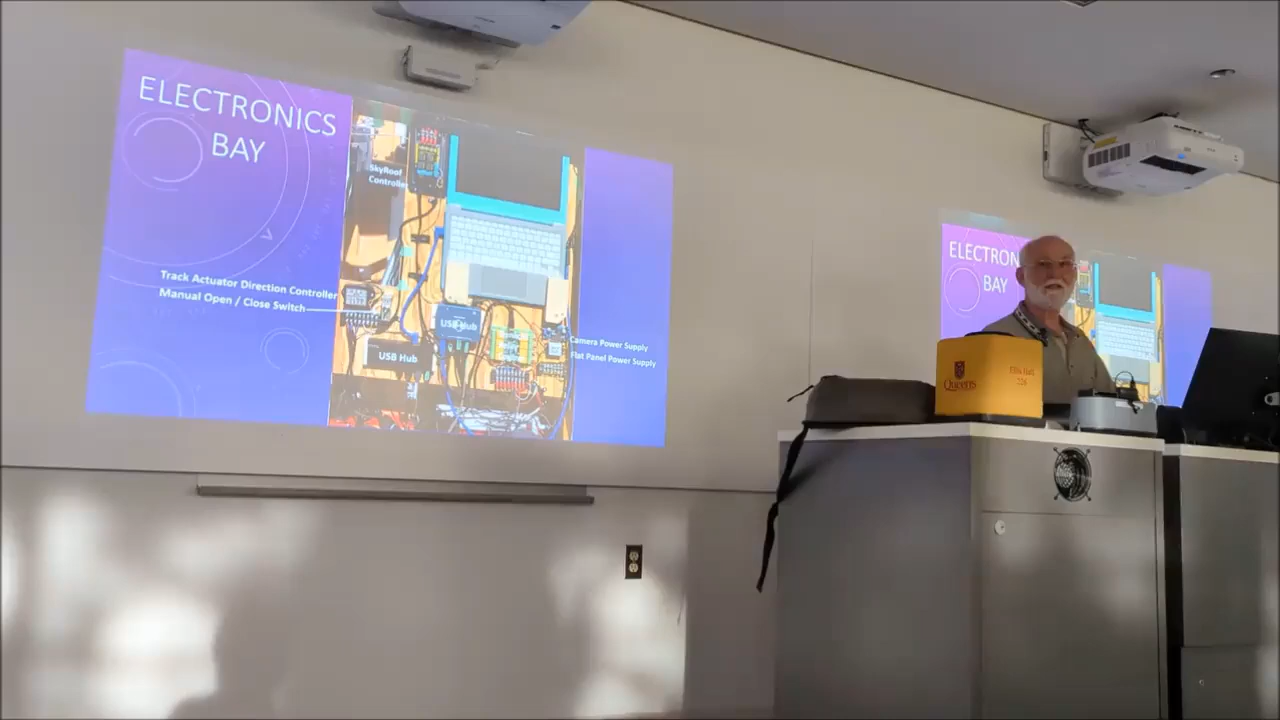 ELECTRONICS
BAY
SkyRoof
Controller
Track Actuator Direction Controller
Manual Open / Close Switch
USB Hub
USB Hub
Camera Power Supply
Flat Panel Power Supply
ELECTRON
BAY
Queen's
Ellis Hall
226